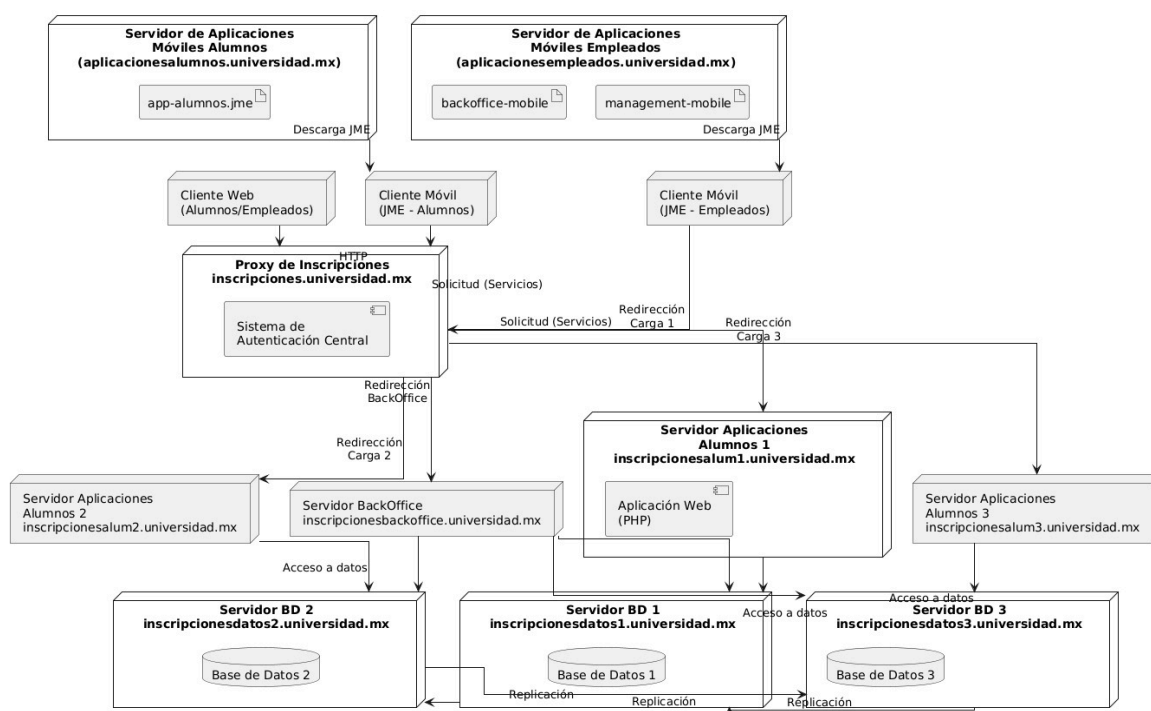 Servidor de Aplicaciones
Móviles Alumnos
(aplicacionesalumnos.universidad.mx)
app-alumnos.jme
Descarga JME
Servidor de Aplicaciones
Móviles Empleados
(aplicacionesempleados.universidad.mx)
backoffice-mobile
management-mobile
Descarga JME
Cliente Web
(Alumnos/Empleados)
Cliente Móvil
(JME - Alumnos)
Cliente Móvil
(JME - Empleados)
HTTP
Proxy de Inscripciones
inscripciones.universidad.mx
Sistema de
Autenticación Central
Solicitud (Servicios)
Solicitud (Servicios)
Redirección
Carga 1
Redirección
Carga 3
Redirección
BackOffice
Redirección
Carga 2
Servidor Aplicaciones
Alumnos 1
inscripcionesalum1.universidad.mx
Aplicación Web
(PHP)
Servidor Aplicaciones
Alumnos 2
inscripcionesalum2.universidad.mx
Servidor BackOffice
inscripcionesbackoffice.universidad.mx
Servidor Aplicaciones
Alumnos 3
inscripcionesalum3.universidad.mx
Acceso a datos
Acceso a datos
Acceso a datos
Servidor BD 2
inscripcionesdatos2.universidad.mx
Base de Datos 2
Servidor BD 1
inscripcionesdatos1.universidad.mx
Base de Datos 1
Servidor BD 3
inscripcionesdatos3.universidad.mx
Base de Datos 3
Replicación
Replicación
Replicación